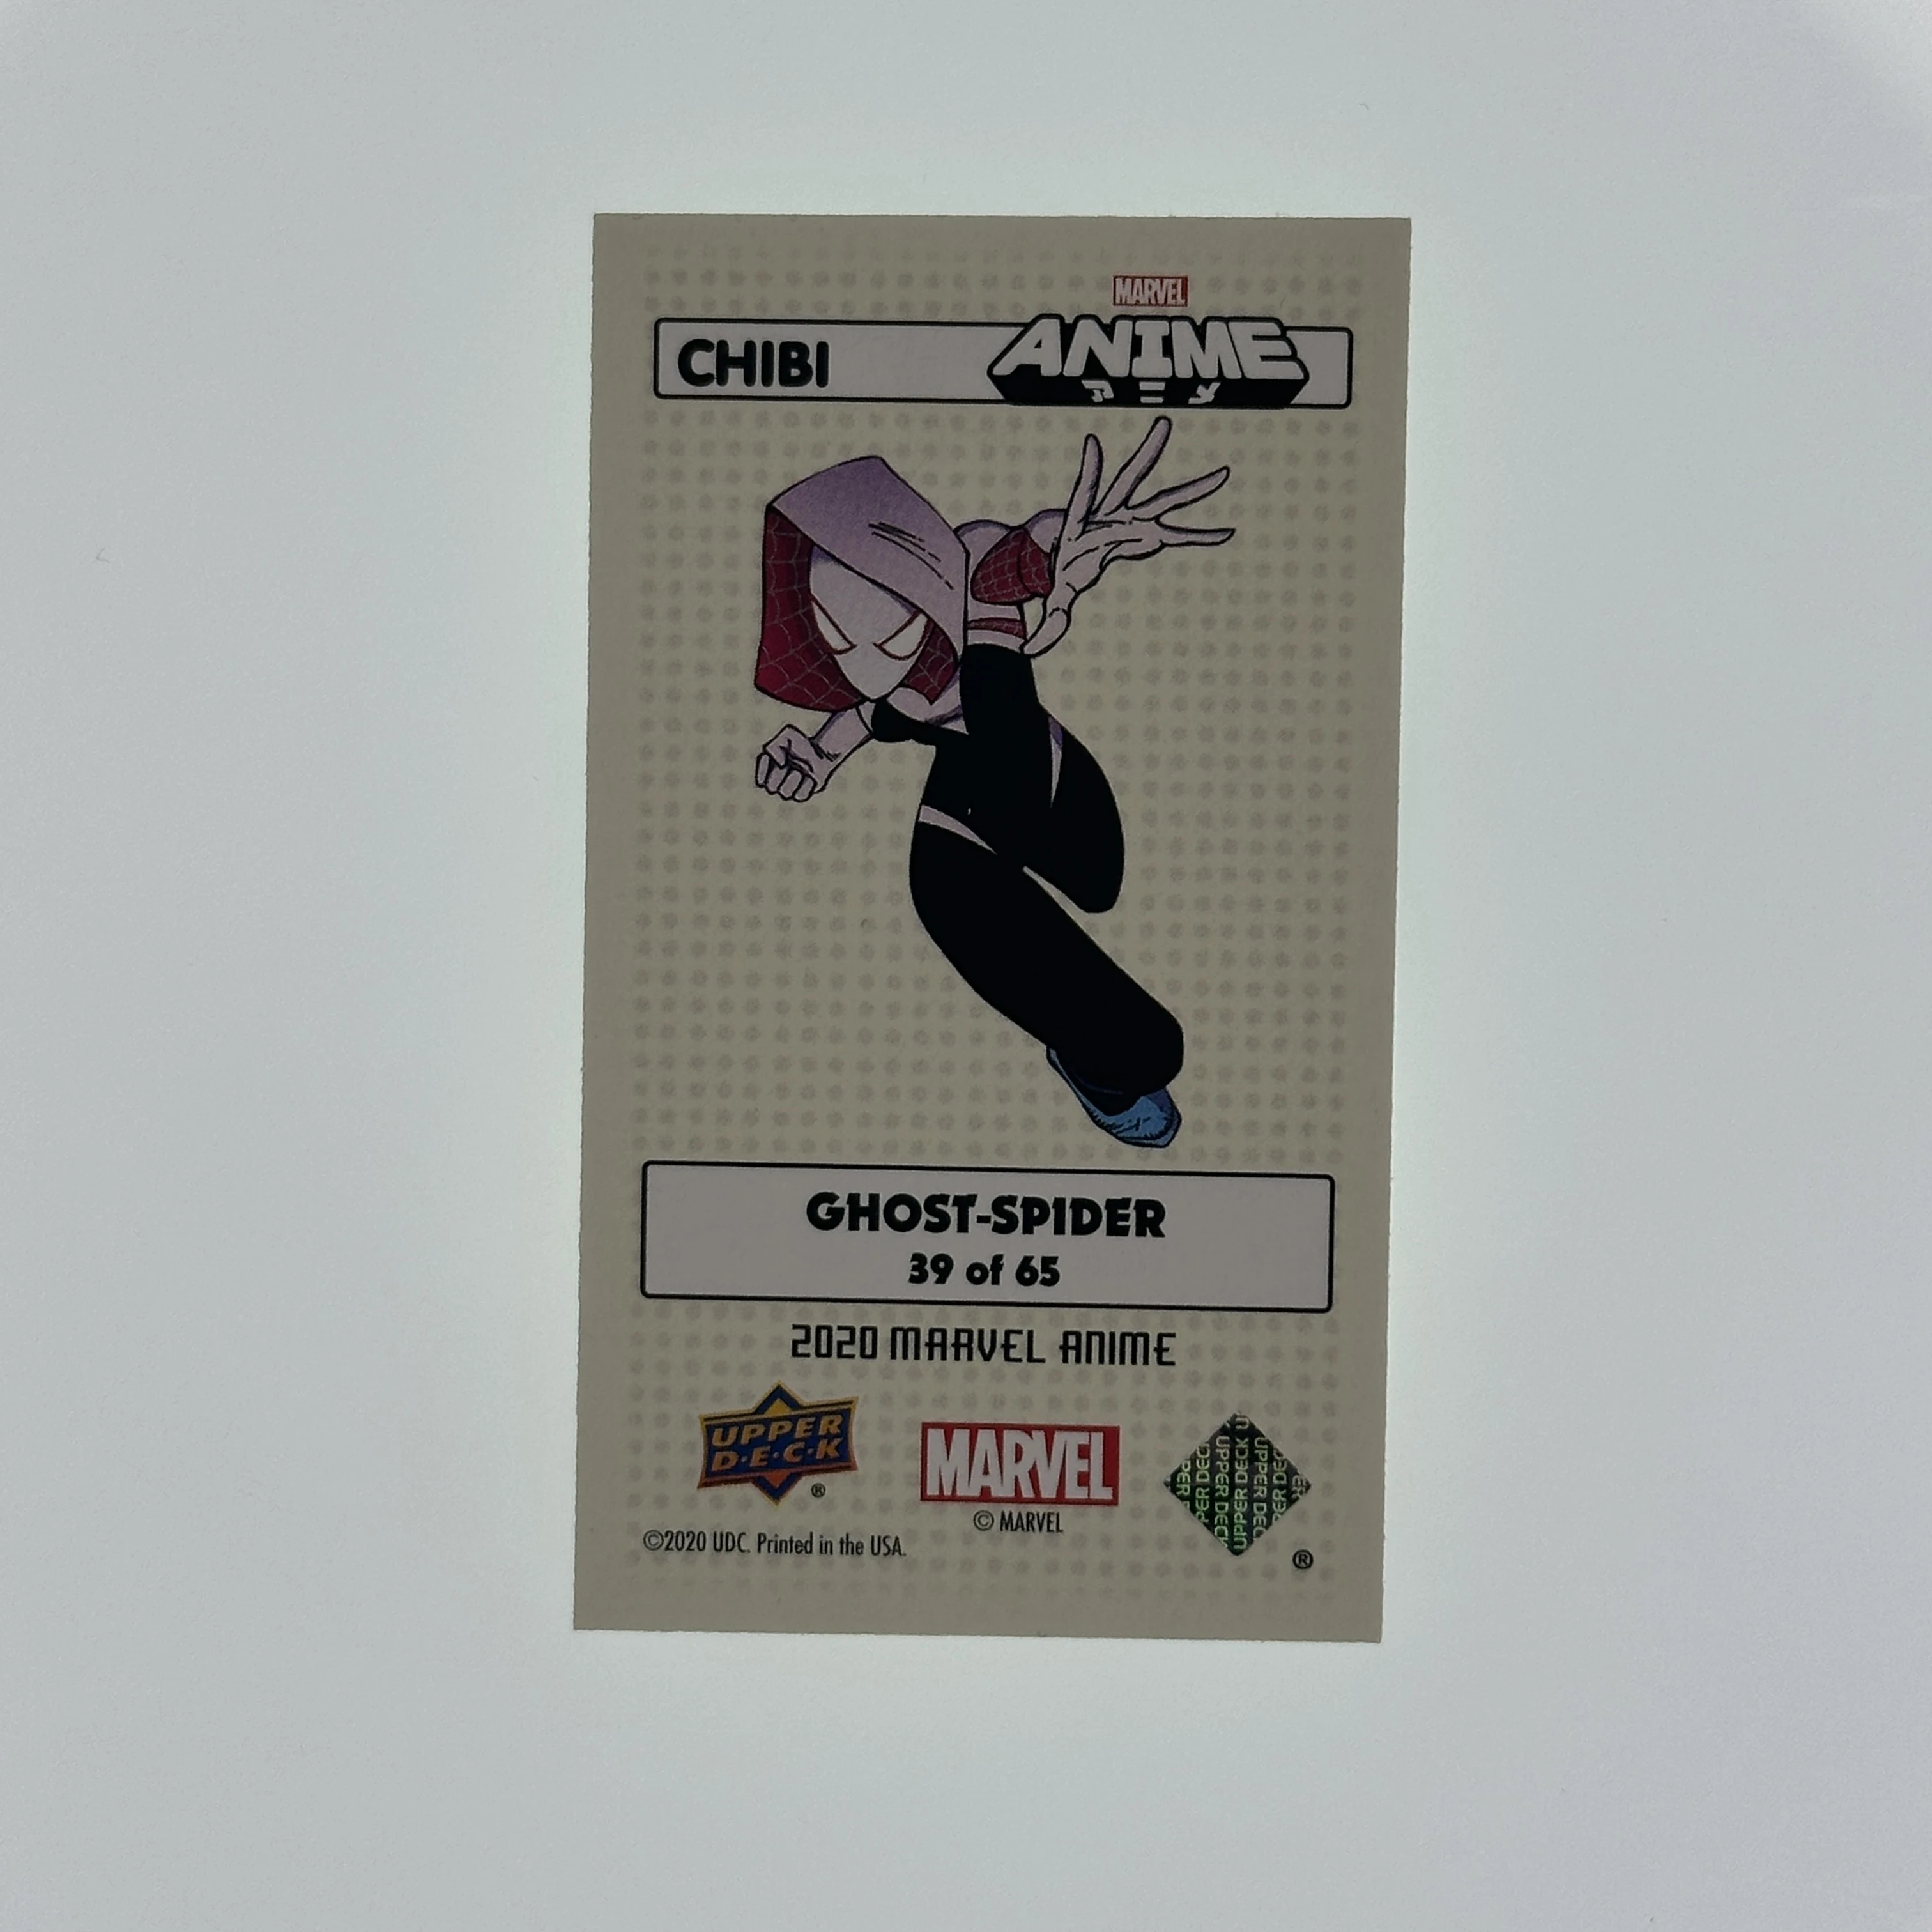 MARVEL
CHIBI
ANIME
アニメ
GHOST-SPIDER
39 of 65
2020 MARVEL ANIME
UPPER
D·E·C·K
®
MARVEL
© MARVEL
UPPER DECK
®
©2020 UDC. Printed in the USA.